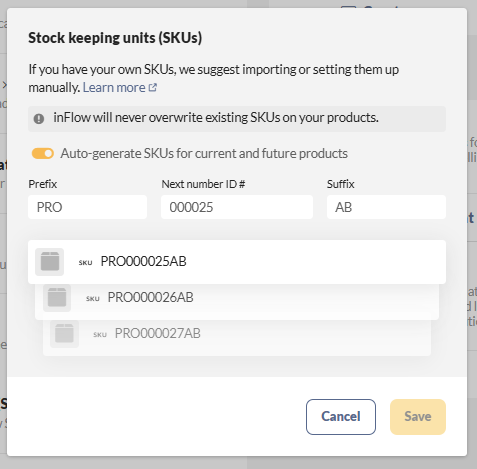 Stock keeping units (SKUs)
If you have your own SKUs, we suggest importing or setting them up
manually. Learn more
inFlow will never overwrite existing SKUs on your products.
Auto-generate SKUs for current and future products
Prefix Next number ID # Suffix
PRO 000025 AB
SKU PRO000025AB
SKU PRO000026AB
SKU PRO000027AB
Cancel Save